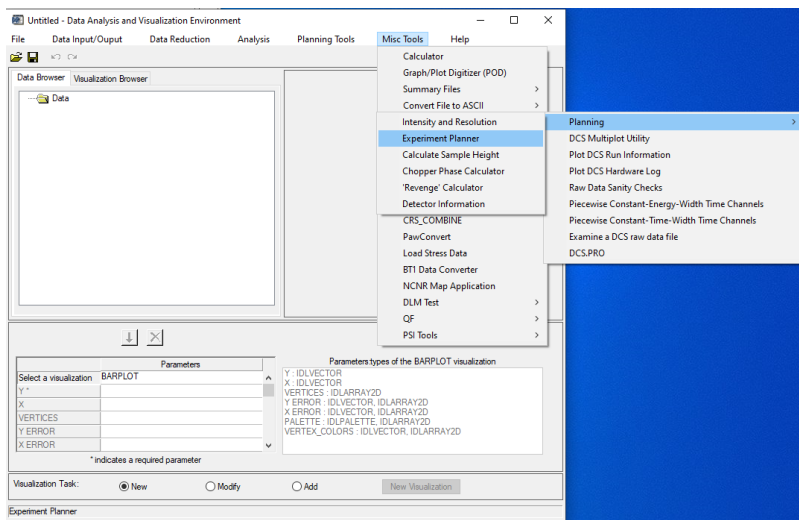 Untitled - Data Analysis and Visualization Environment
File Data Input/Ouput Data Reduction Analysis Planning Tools Misc Tools Help
Data Browser Visualization Browser
Data
Calculator
Graph/Plot Digitizer (POD)
Summary Files
Convert File to ASCII
Intensity and Resolution
Experiment Planner
Calculate Sample Height
Chopper Phase Calculator
'Revenge' Calculator
Detector Information
CRS_COMBINE
PawConvert
Load Stress Data
BT1 Data Converter
NCNR Map Application
DLM Test
QF
PSI Tools
Planning
DCS Multiplot Utility
Plot DCS Run Information
Plot DCS Hardware Log
Raw Data Sanity Checks
Piecewise Constant-Energy-Width Time Channels
Piecewise Constant-Time-Width Time Channels
Examine a DCS raw data file
DCS.PRO
Parameters
Select a visualization BARPLOT
Y *
X
VERTICES
Y ERROR
X ERROR
* indicates a required parameter
Parameters:types of the BARPLOT visualization
Y : IDLVECTOR
X : IDLVECTOR
VERTICES : IDLARRAY2D
Y ERROR : IDLVECTOR, IDLARRAY2D
X ERROR : IDLVECTOR, IDLARRAY2D
PALETTE : IDLPALETTE, IDLARRAY2D
VERTEX_COLORS : IDLVECTOR, IDLARRAY2D
Visualization Task: New Modify Add New Visualization
Experiment Planner